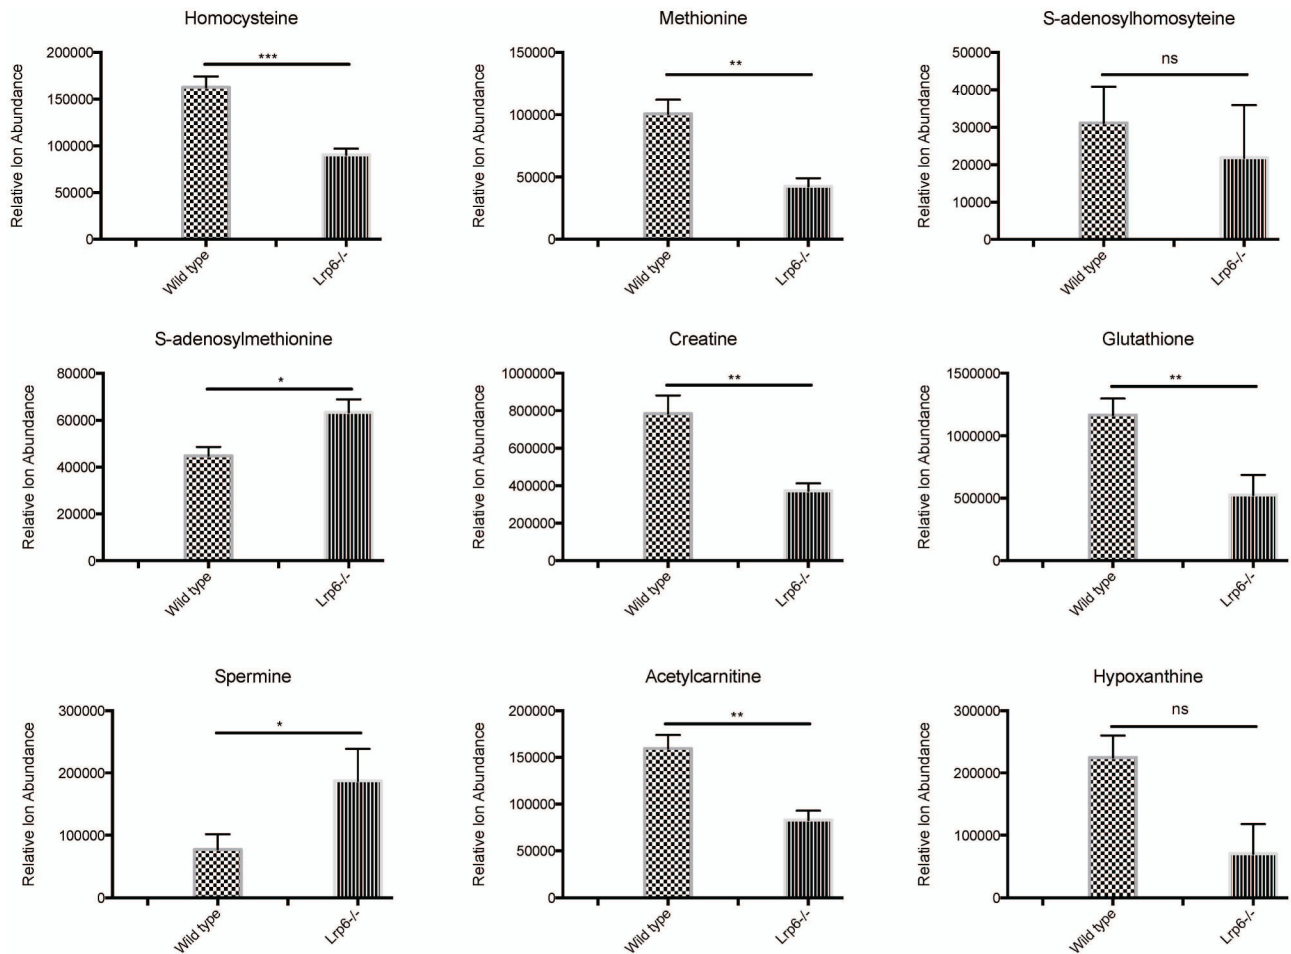 Homocysteine
***
Relative Ion Abundance
200000
150000
100000
50000
0
Wild type
Lrp6-/-
Methionine
**
Relative Ion Abundance
150000
100000
50000
0
Wild type
Lrp6-/-
S-adenosylhomosyteine
ns
Relative Ion Abundance
50000
40000
30000
20000
10000
0
Wild type
Lrp6-/-
S-adenosylmethionine
*
Relative Ion Abundance
80000
60000
40000
20000
0
Wild type
Lrp6-/-
Creatine
**
Relative Ion Abundance
1000000
800000
600000
400000
200000
0
Wild type
Lrp6-/-
Glutathione
**
Relative Ion Abundance
1500000
1000000
500000
0
Wild type
Lrp6-/-
Spermine
*
Relative Ion Abundance
300000
200000
100000
0
Wild type
Lrp6-/-
Acetylcarnitine
**
Relative Ion Abundance
200000
150000
100000
50000
0
Wild type
Lrp6-/-
Hypoxanthine
ns
Relative Ion Abundance
300000
200000
100000
0
Wild type
Lrp6-/-